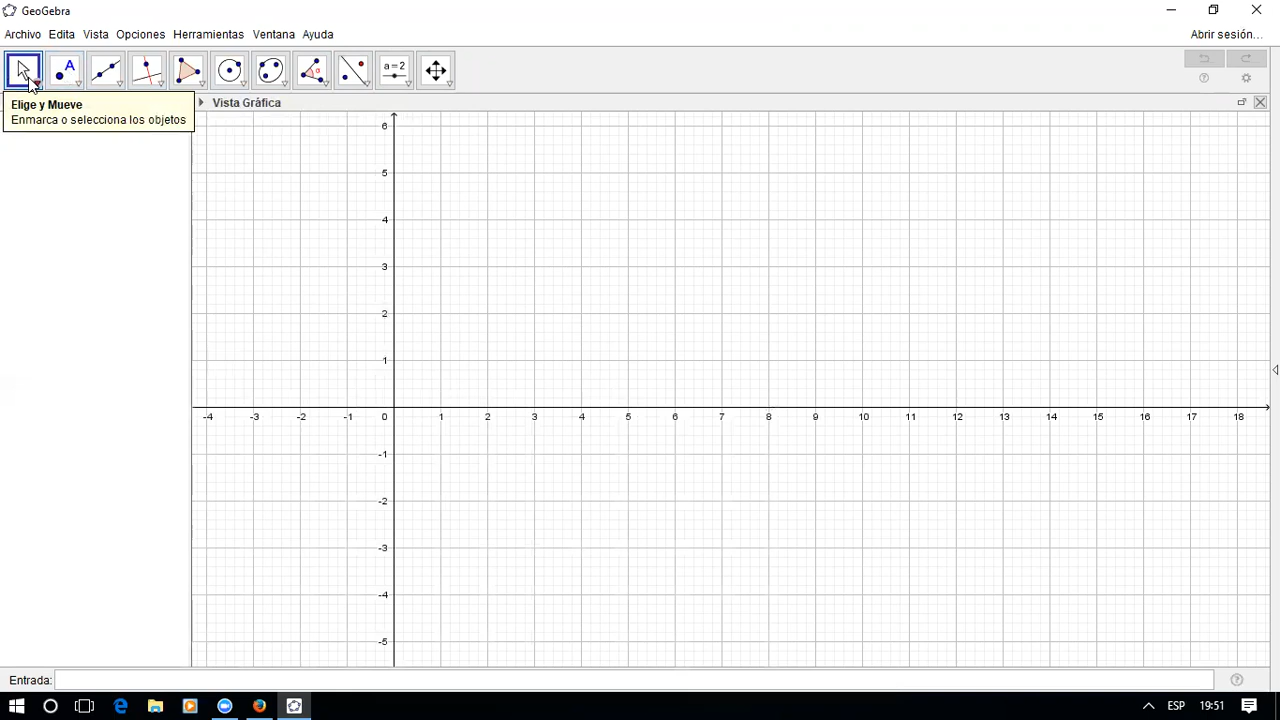 GeoGebra
Archivo Edita Vista Opciones Herramientas Ventana Ayuda
Abrir sesión...
A
α
a=2
Elige y Mueve
Enmarca o selecciona los objetos
Vista Gráfica
6
5
4
3
2
1
-4 -3 -2 -1 0 1 2 3 4 5 6 7 8 9 10 11 12 13 14 15 16 17 18
-1
-2
-3
-4
-5
Entrada:
ESP 19:51